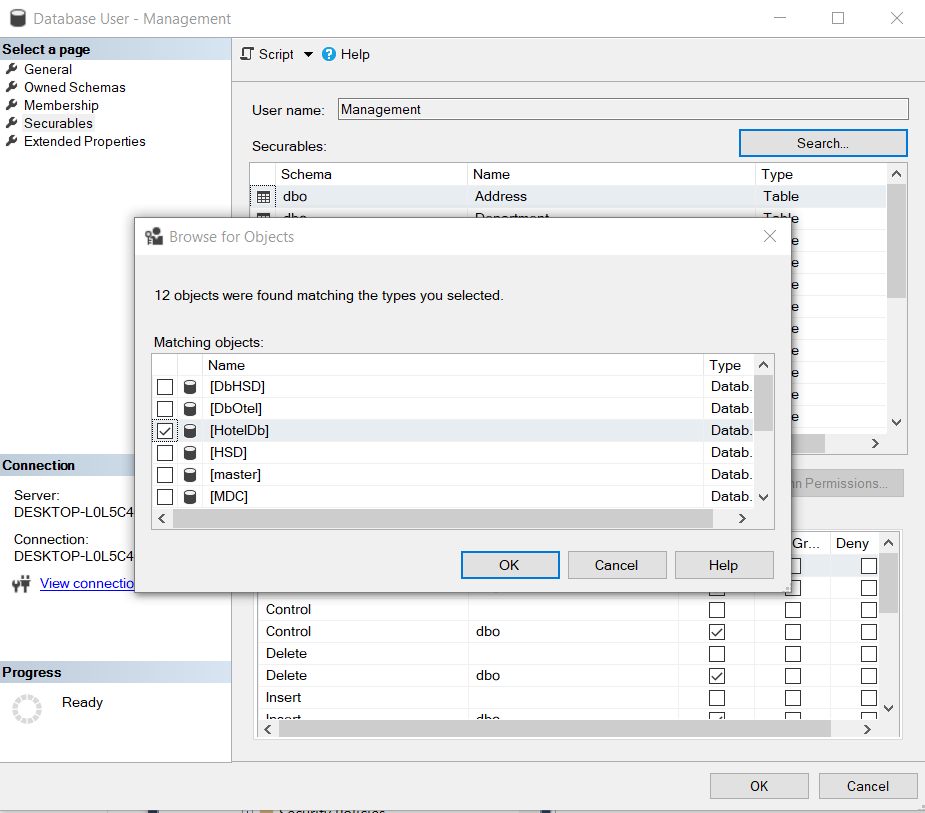 Database User - Management
Select a page
General
Owned Schemas
Membership
Securables
Extended Properties
Script Help
User name: Management
Securables: Search...
Schema Name Type
dbo Address Table
dbo Department Table
e
e
e
e
e
e
e
e
e
Browse for Objects
12 objects were found matching the types you selected.
Matching objects:
Name Type
[DbHSD] Datab.
[DbOtel] Datab.
[HotelDb] Datab.
[HSD] Datab.
[master] Datab.
[MDC] Datab.
OK Cancel Help
Connection
Server:
DESKTOP-L0L5C4
Connection:
DESKTOP-L0L5C4
View connectio
Progress
Ready
n Permissions...
Gr... Deny
Control
Control dbo
Delete
Delete dbo
Insert
Insert dbo
OK Cancel
Security Policies